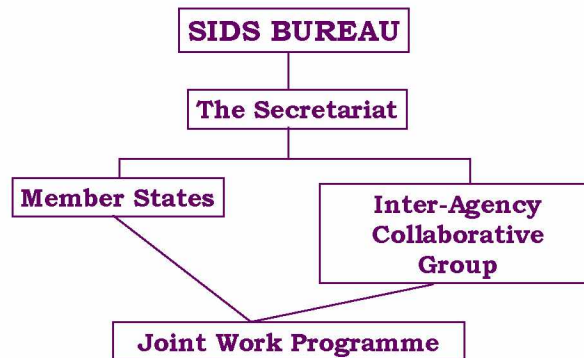 SIDS BUREAU
The Secretariat
Member States
Inter-Agency
Collaborative
Group
Joint Work Programme